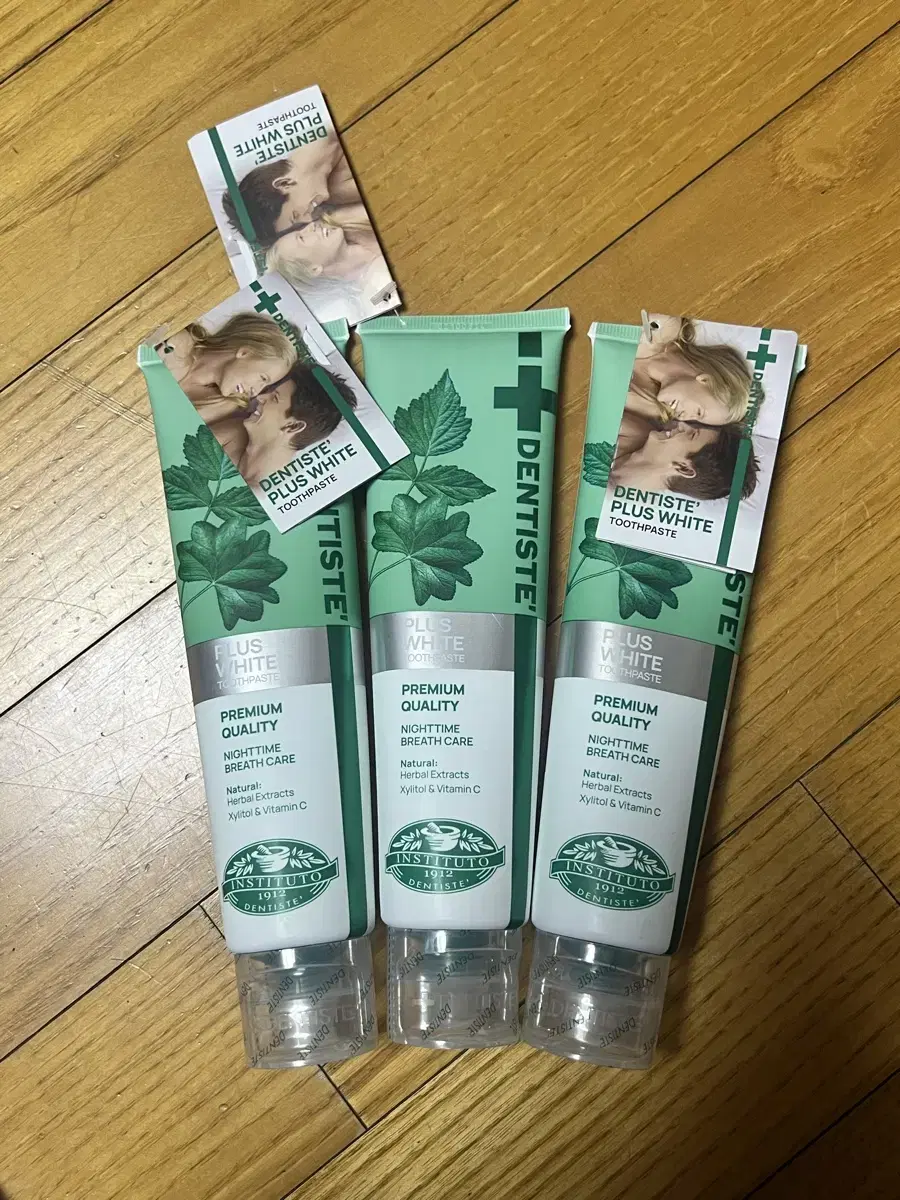 DENTISTE'
PLUS WHITE
TOOTHPASTE
DENTISTE'
DENTISTE'
PLUS WHITE
TOOTHPASTE
DENTISTE'
PLUS WHITE
TOOTHPASTE
TISTE'
PLUS
WHITE
TOOTHPASTE
PREMIUM
QUALITY
NIGHTTIME
BREATH CARE
Natural:
Herbal Extracts
Xylitol & Vitamin C
INSTITUTO
1912
DENTISTE'
DENTISTE'
PLUS
WHITE
TOOTHPASTE
PREMIUM
QUALITY
NIGHTTIME
BREATH CARE
Natural:
Herbal Extracts
Xylitol & Vitamin C
INSTITUTO
1912
DENTISTE'
STE'
PLUS
WHITE
TOOTHPASTE
PREMIUM
QUALITY
NIGHTTIME
BREATH CARE
Natural:
Herbal Extracts
Xylitol & Vitamin C
INSTITUTO
1912
DENTISTE'
DENTISTE'
DENTISTE'
DENTISTE'